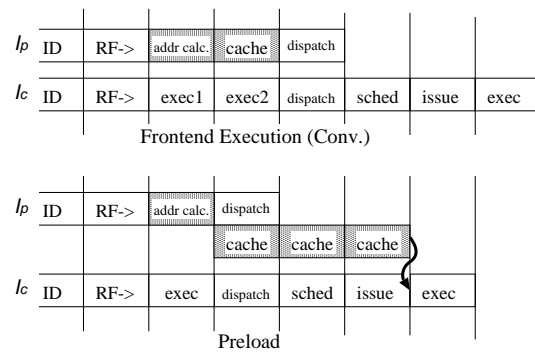 Ip ID RF-> addr calc. cache dispatch
Ic ID RF-> exec1 exec2 dispatch sched issue exec
Frontend Execution (Conv.)
Ip ID RF-> addr calc. dispatch
cache cache cache
Ic ID RF-> exec dispatch sched issue exec
Preload